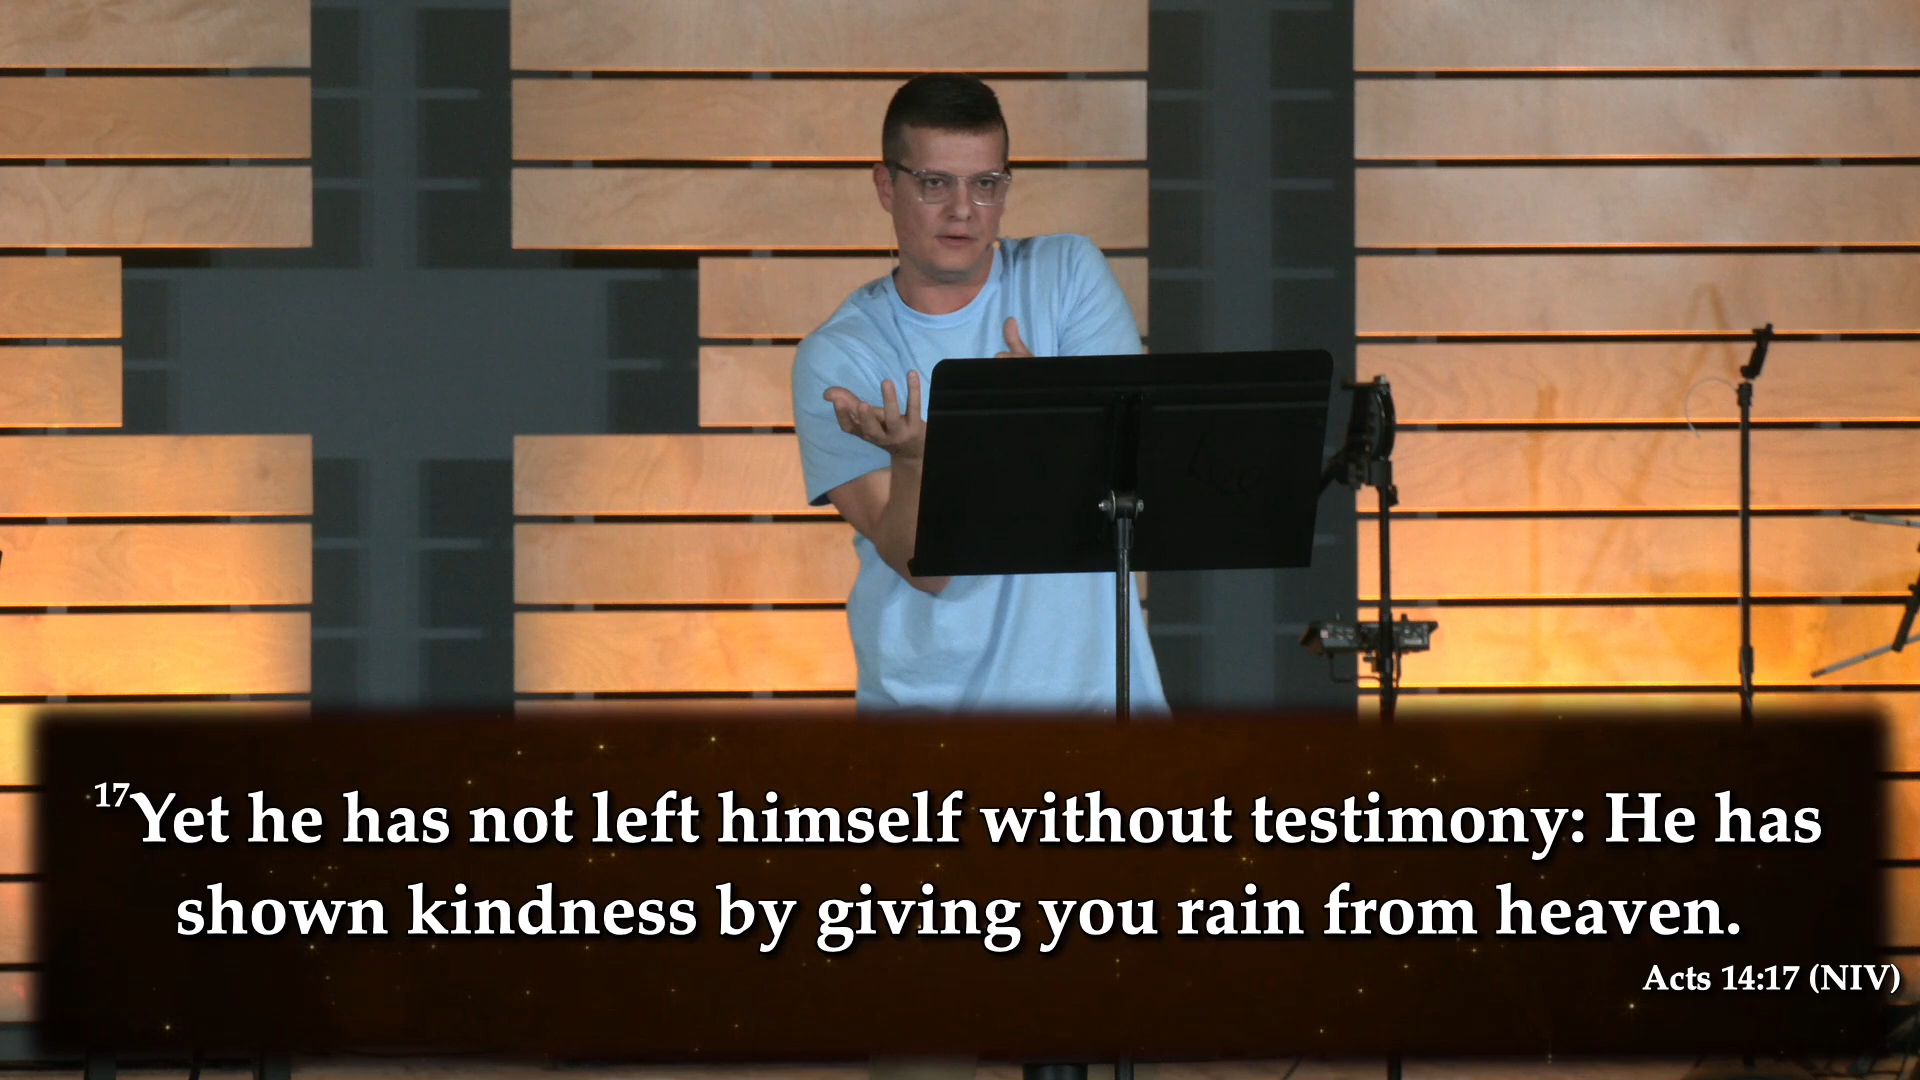 17Yet he has not left himself without testimony: He has
shown kindness by giving you rain from heaven.
Acts 14:17 (NIV)